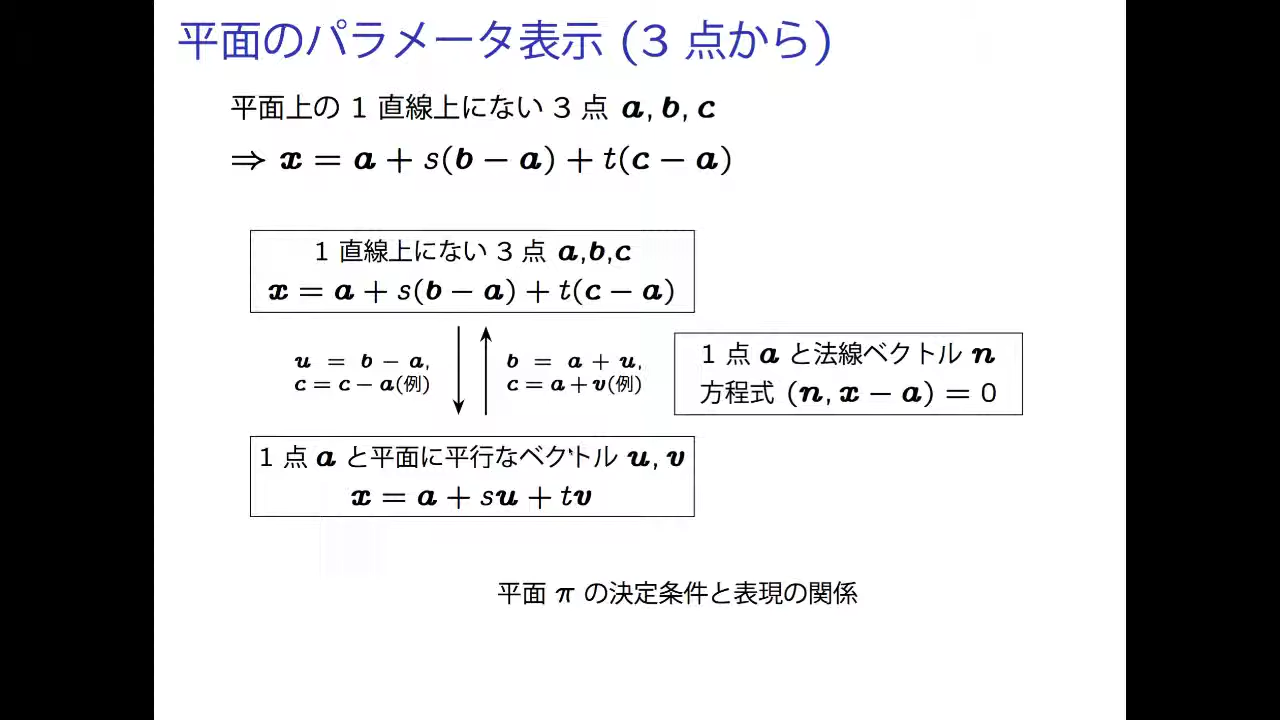 平面のパラメータ表示 (3 点から)
平面上の 1 直線上にない 3 点 a, b, c
⇒ x = a + s(b − a) + t(c − a)
1 直線上にない 3 点 a,b,c
x = a + s(b − a) + t(c − a)
u = b − a,
c = c − a(例)
b = a + u,
c = a + v(例)
1 点 a と法線ベクトル n
方程式 (n, x − a) = 0
1 点 a と平面に平行なベクトル u, v
x = a + su + tv
平面 π の決定条件と表現の関係